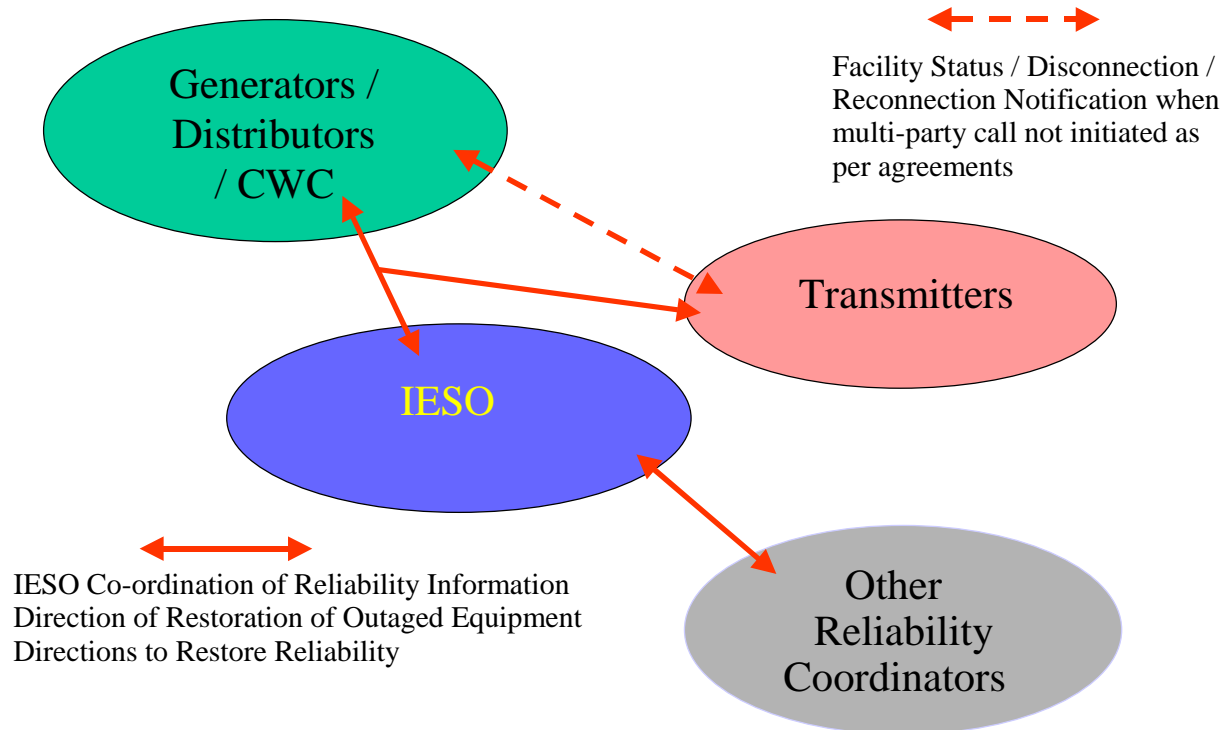 Generators /
Distributors
/ CWC
Facility Status / Disconnection /
Reconnection Notification when
multi-party call not initiated as
per agreements
Transmitters
IESO
IESO Co-ordination of Reliability Information
Direction of Restoration of Outaged Equipment
Directions to Restore Reliability
Other
Reliability
Coordinators